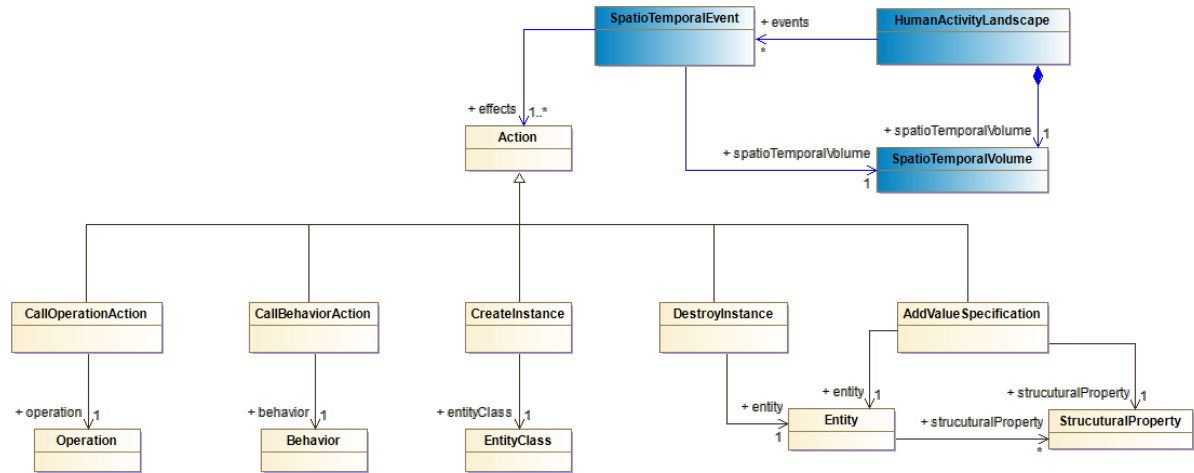 SpatioTemporalEvent
+ events
*
HumanActivityLandscape
+ effects
1..*
Action
+ spatioTemporalVolume
1
+ spatioTemporalVolume
1
SpatioTemporalVolume
CallOperationAction
CallBehaviorAction
CreateInstance
DestroyInstance
AddValueSpecification
+ operation
1
+ behavior
1
+ entityClass
1
+ entity
1
+ entity
1
+ strucuturalProperty
1
Operation
Behavior
EntityClass
Entity
+ strucuturalProperty
*
StrucuturalProperty